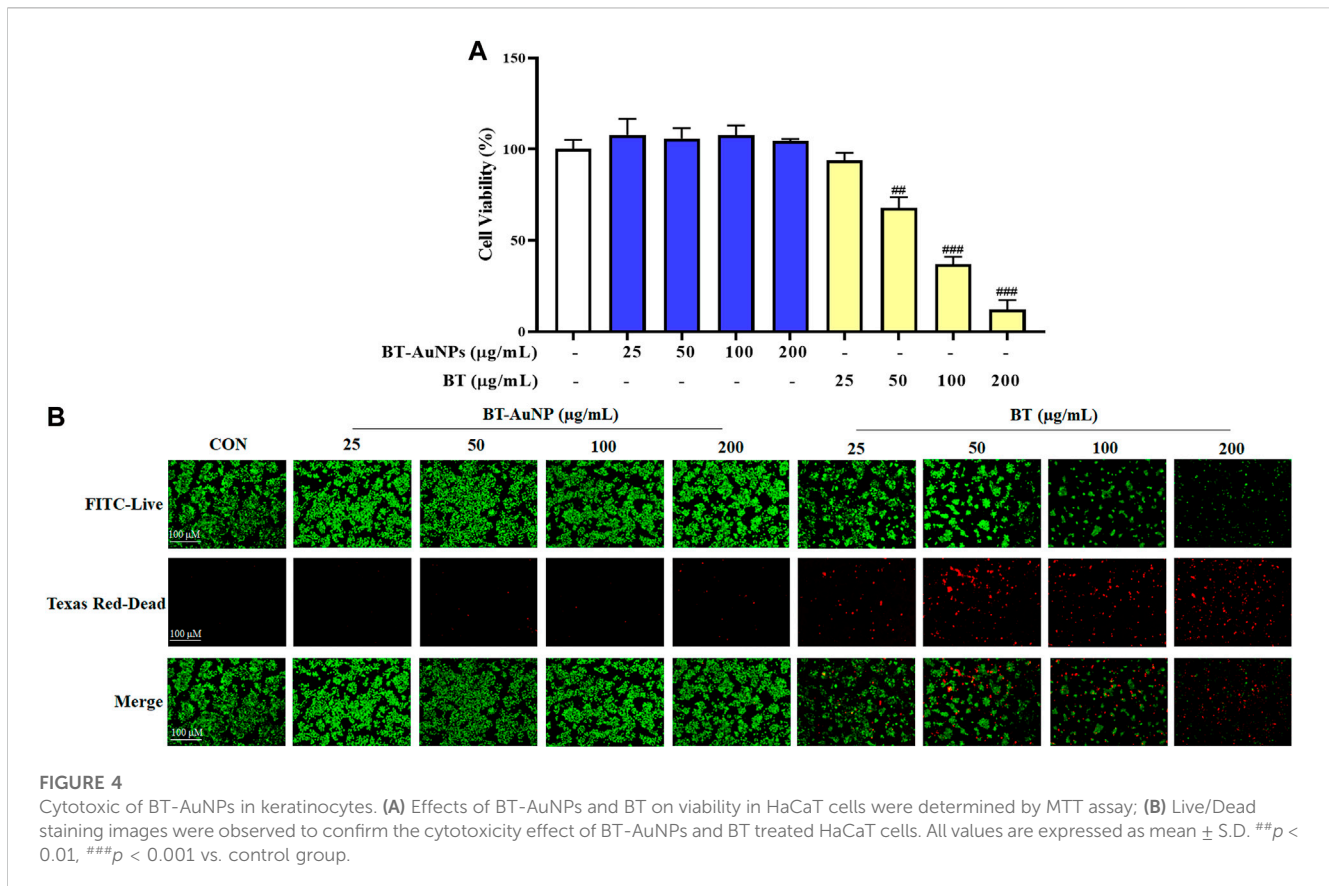 A
150
100
50
0
Cell Viability (%)
## 
###
###
BT-AuNPs (µg/mL) - 25 50 100 200 - - - -
BT (µg/mL) - - - - - 25 50 100 200
B
BT-AuNP (µg/mL) BT (µg/mL)
CON 25 50 100 200 25 50 100 200
FITC-Live
100 µM
Texas Red-Dead
100 µM
Merge
100 µM
FIGURE 4
Cytotoxic of BT-AuNPs in keratinocytes. (A) Effects of BT-AuNPs and BT on viability in HaCaT cells were determined by MTT assay; (B) Live/Dead
staining images were observed to confirm the cytotoxicity effect of BT-AuNPs and BT treated HaCaT cells. All values are expressed as mean ± S.D. ##p <
0.01, ###p < 0.001 vs. control group.